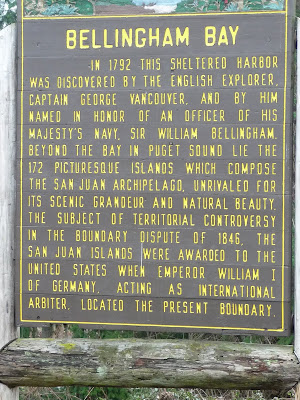 BELLINGHAM BAY
IN 1792 THIS SHELTERED HARBOR
WAS DISCOVERED BY THE ENGLISH EXPLORER,
CAPTAIN GEORGE VANCOUVER, AND BY HIM
NAMED IN HONOR OF AN OFFICER OF HIS
MAJESTY'S NAVY, SIR WILLIAM BELLINGHAM.
BEYOND THE BAY IN PUGET SOUND LIE THE
172 PICTURESQUE ISLANDS WHICH COMPOSE
THE SAN JUAN ARCHIPELAGO, UNRIVALED FOR
ITS SCENIC GRANDEUR AND NATURAL BEAUTY.
THE SUBJECT OF TERRITORIAL CONTROVERSY
IN THE BOUNDARY DISPUTE OF 1846, THE
SAN JUAN ISLANDS WERE AWARDED TO THE
UNITED STATES WHEN EMPEROR WILLIAM I
OF GERMANY, ACTING AS INTERNATIONAL
ARBITER, LOCATED THE PRESENT BOUNDARY.